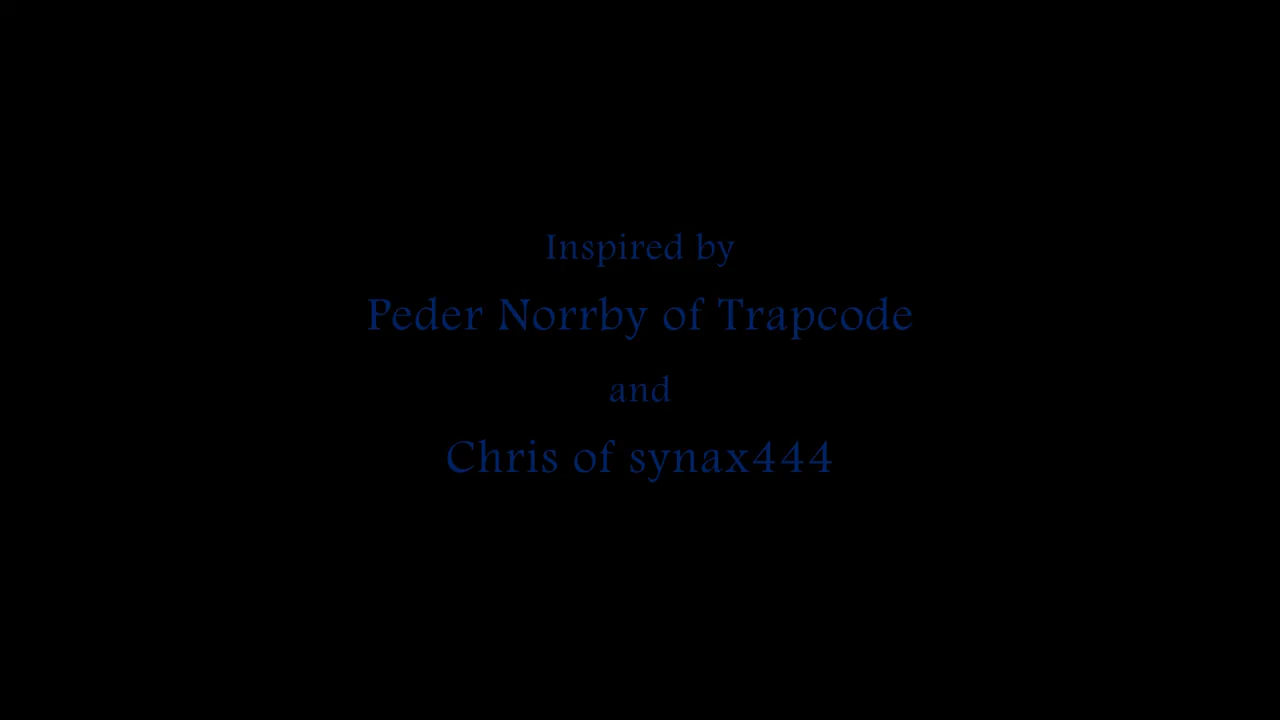 Inspired by
Peder Norrby of Trapcode
and
Chris of synax444